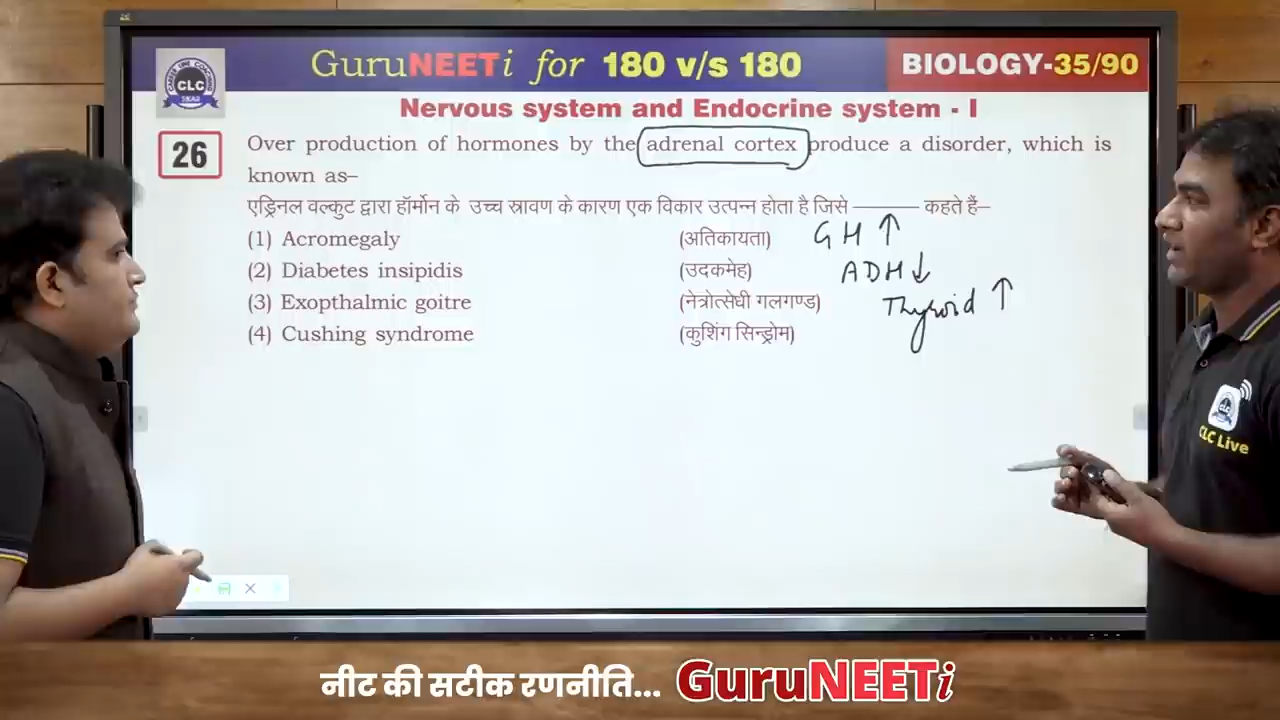 GuruNEETi for 180 v/s 180
BIOLOGY-35/90
CLC
Nervous system and Endocrine system - I
26
Over production of hormones by the adrenal cortex produce a disorder, which is
known as–
एड्रिनल वल्कुट द्वारा हॉर्मोन के उच्च स्रावण के कारण एक विकार उत्पन्न होता है जिसे ——— कहते हैं–
(1) Acromegaly (अतिकायता) GH ↑
(2) Diabetes insipidis (उदकमेह) ADH ↓
(3) Exopthalmic goitre (नेत्रोत्सेधी गलगण्ड) Thyroid ↑
(4) Cushing syndrome (कुशिंग सिन्ड्रोम)
CLC Live
नीट की सटीक रणनीति... GuruNEETi